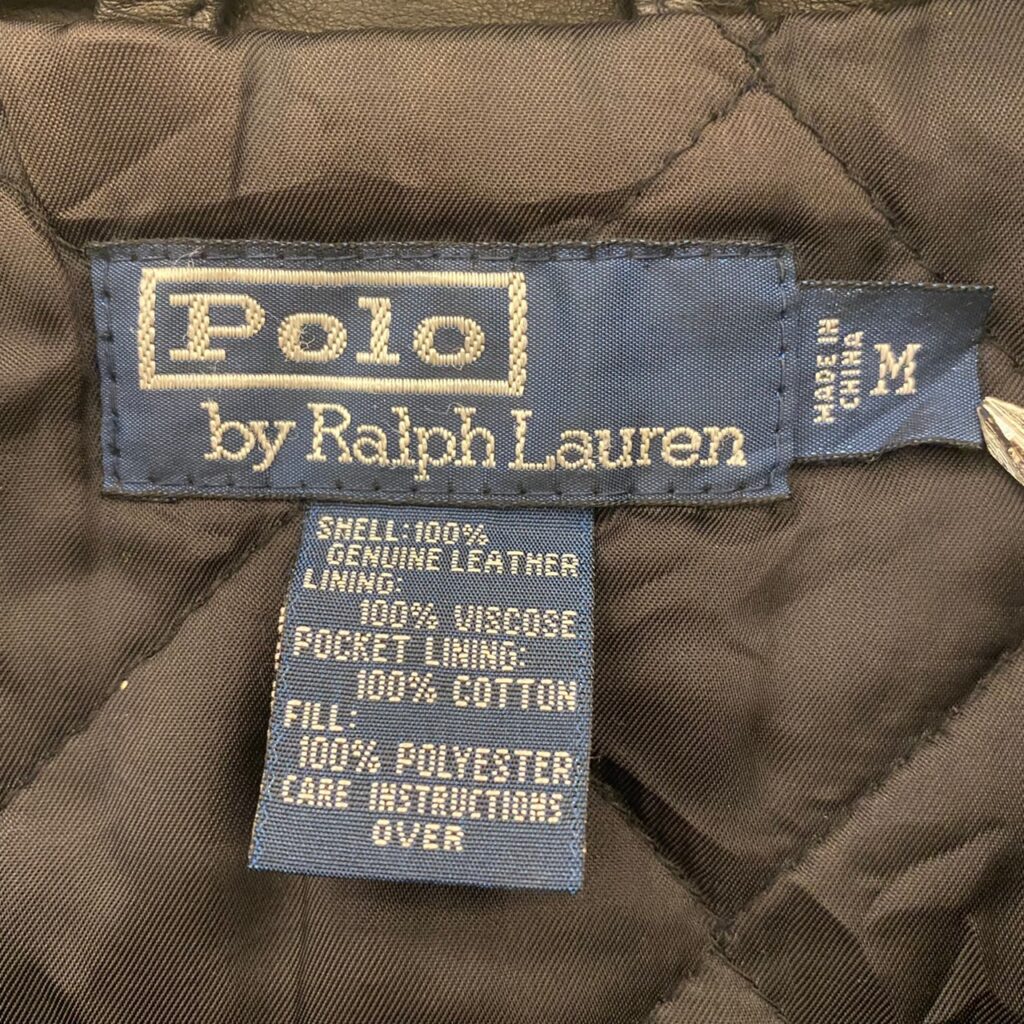 Polo
by Ralph Lauren
MADE IN
CHINA
M
SHELL:100%
GENUINE LEATHER
LINING:
100% VISCOSE
POCKET LINING:
100% COTTON
FILL:
100% POLYESTER
CARE INSTRUCTIONS
OVER